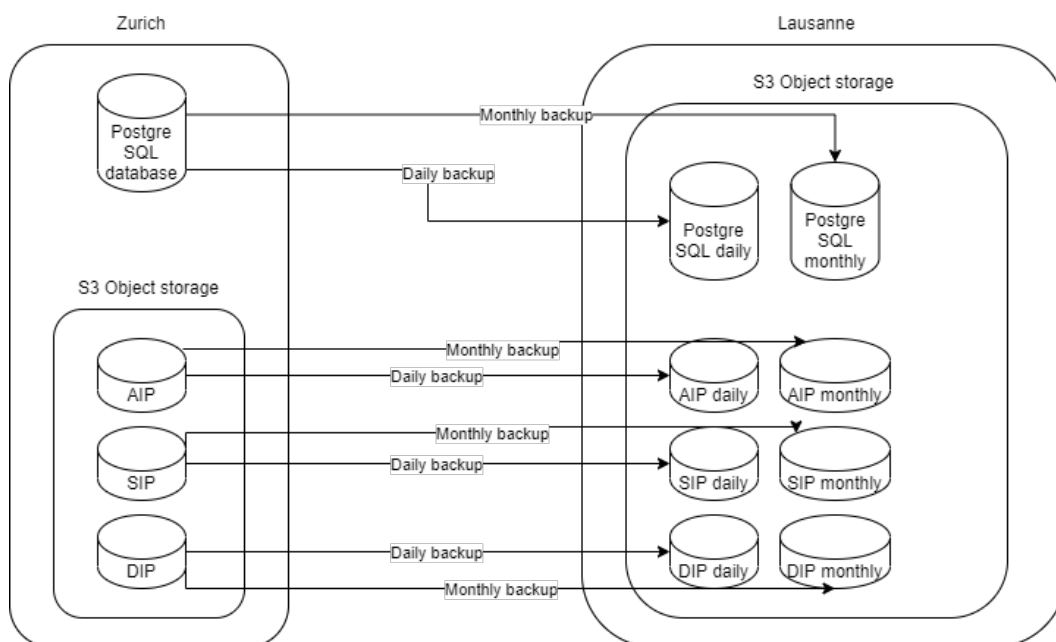 Zurich
Lausanne
S3 Object storage
Postgre
SQL
database
Monthly backup
Daily backup
Postgre
SQL daily
Postgre
SQL
monthly
S3 Object storage
AIP
Monthly backup
Daily backup
AIP daily
AIP monthly
SIP
Monthly backup
Daily backup
SIP daily
SIP monthly
DIP
Daily backup
Monthly backup
DIP daily
DIP monthly